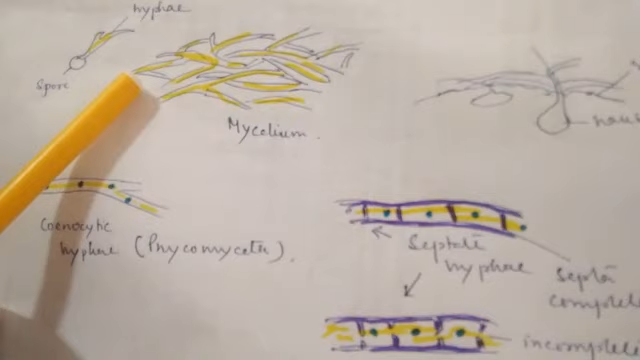 hyphae
Spore
Mycelium.
Coenocytic
hyphae (Phycomycetes).
Septate
hyphae
Septa
complete
incomplete